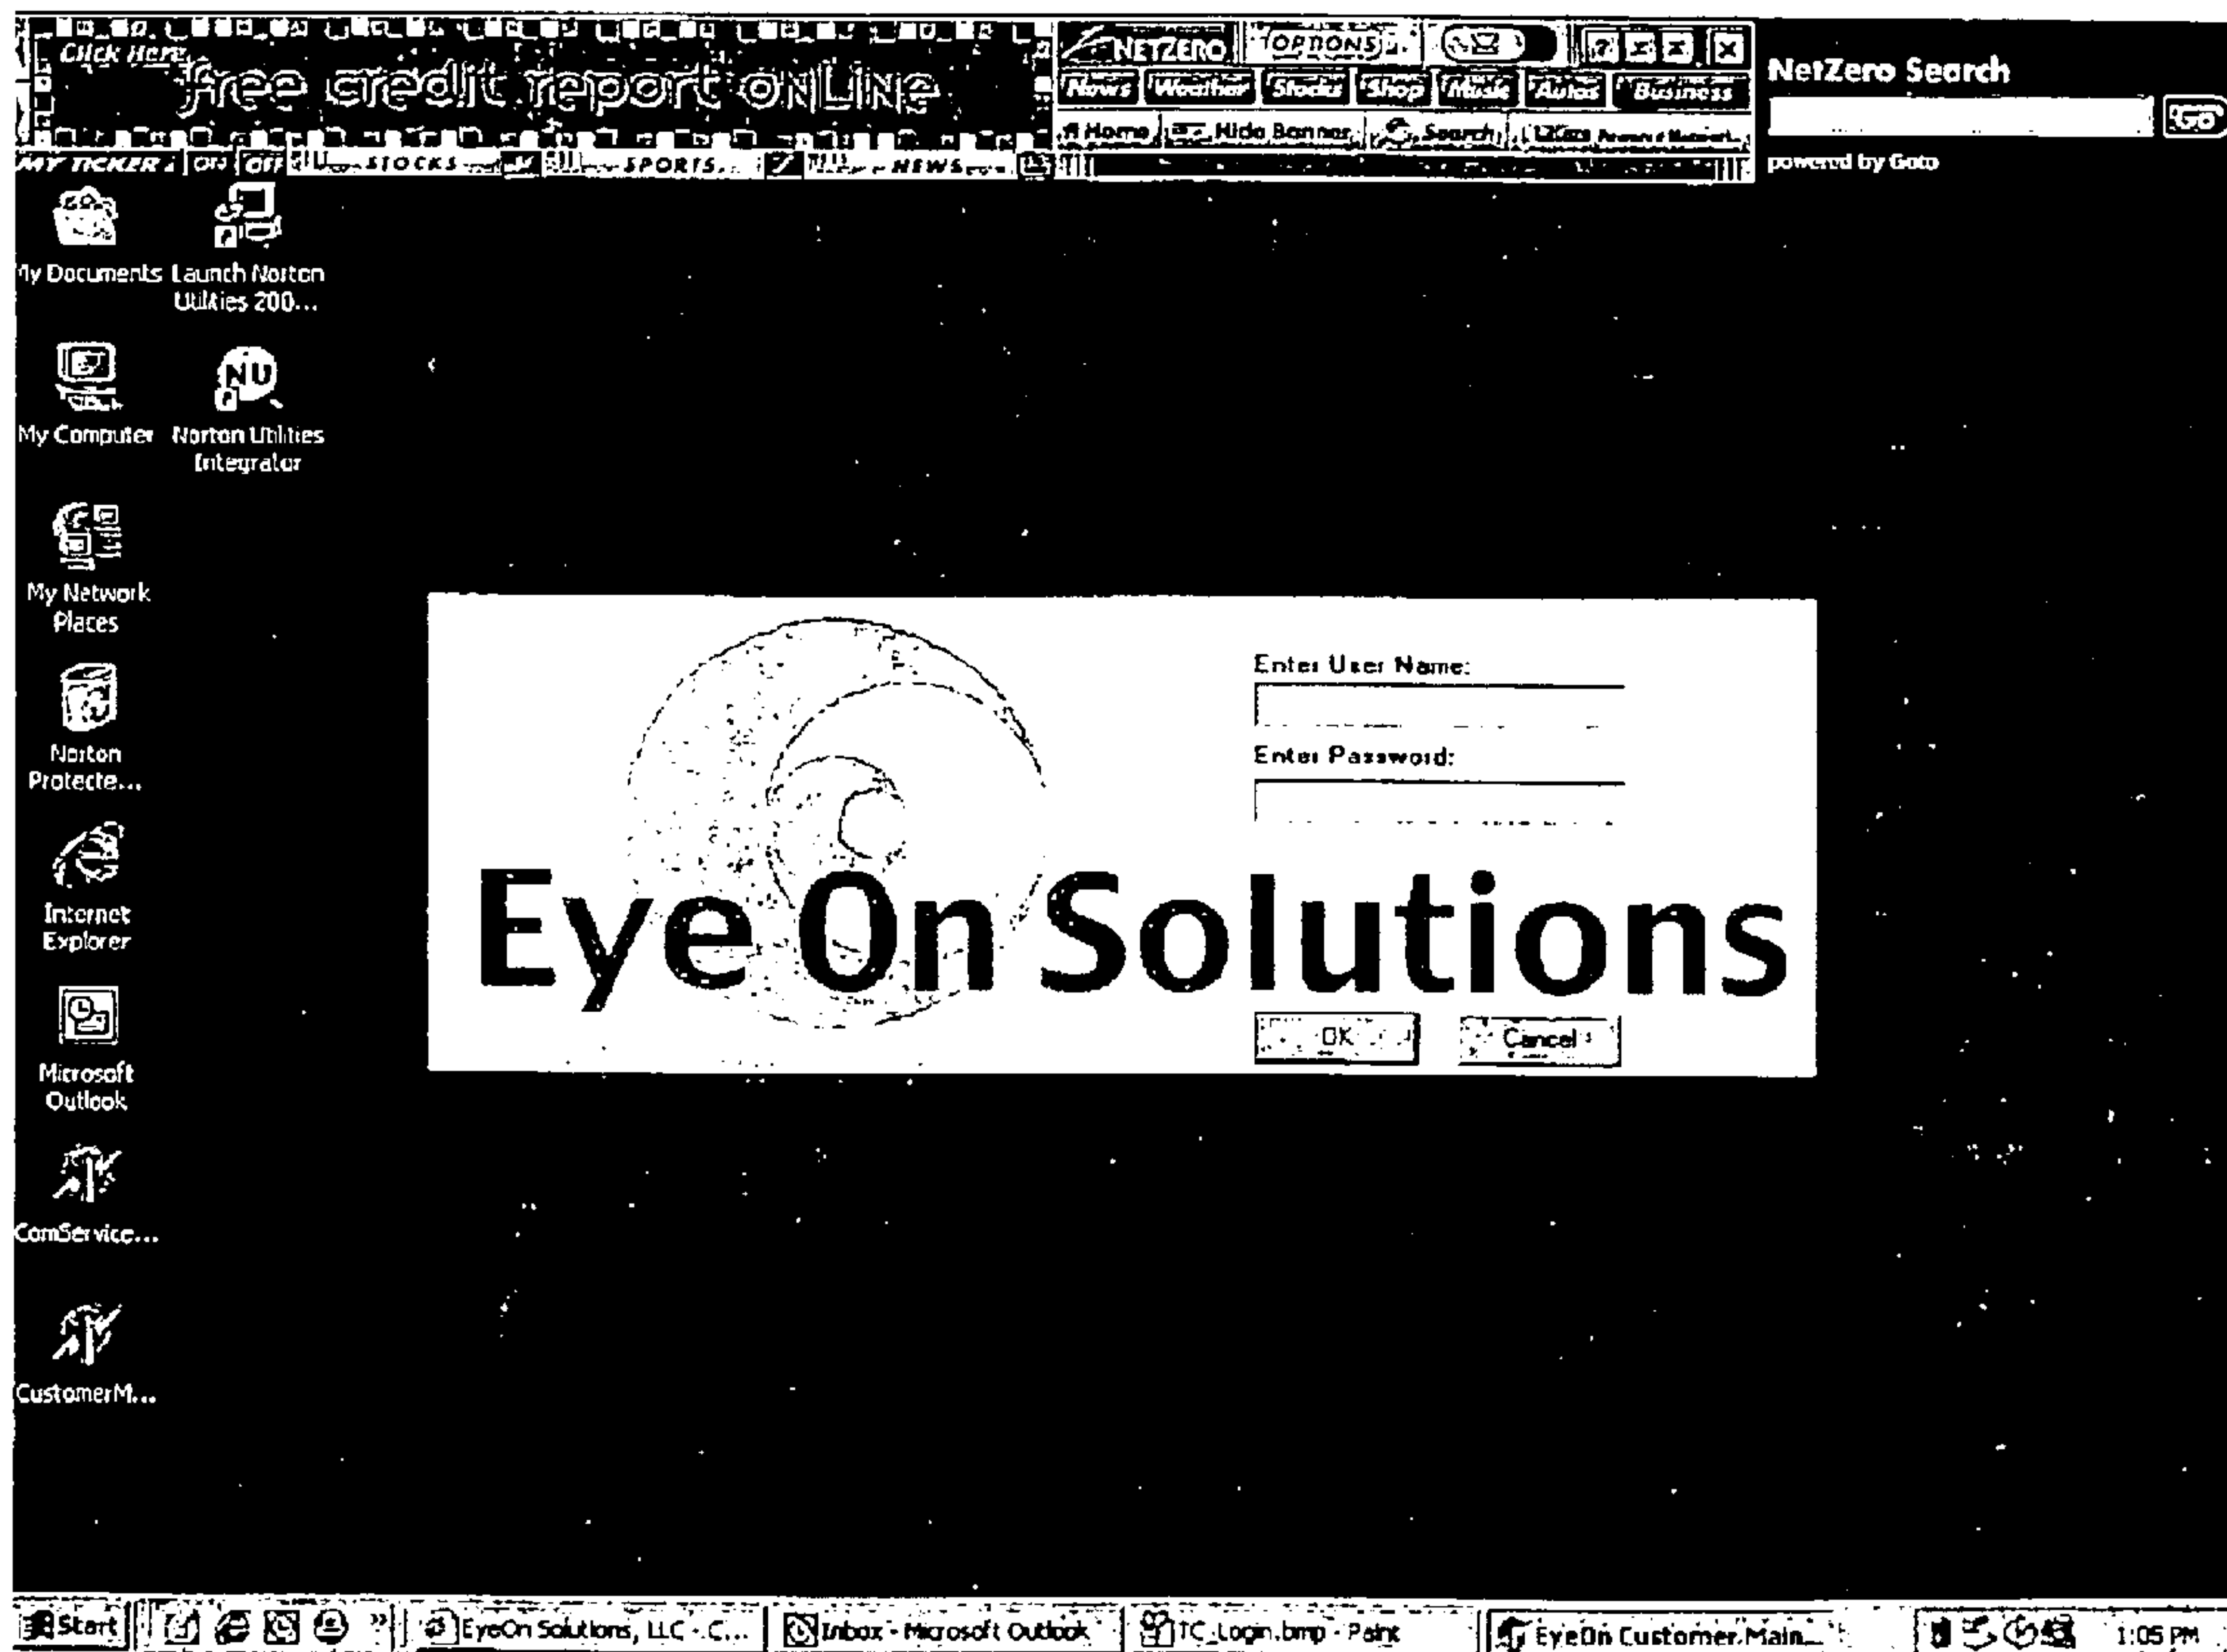 Click Here
free credit report onLine
NETZERO OPTIONS
News Weather Stocks Shop Music Autos Business
Home Hide Banner Search
MY TICKER: ON OFF STOCKS SPORTS NEWS
NetZero Search
Go
powered by Goto
My Documents
Launch Norton
Utilities 200...
My Computer
Norton Utilities
Integrator
My Network
Places
Norton
Protecte...
Internet
Explorer
Microsoft
Outlook
ComService...
CustomerM...
Enter User Name:
Enter Password:
Eye On Solutions
OK Cancel
Start EyeOn Solutions, LLC - C... Inbox - Microsoft Outlook TC_Login.bmp - Paint EyeOn Customer Main... 1:05 PM